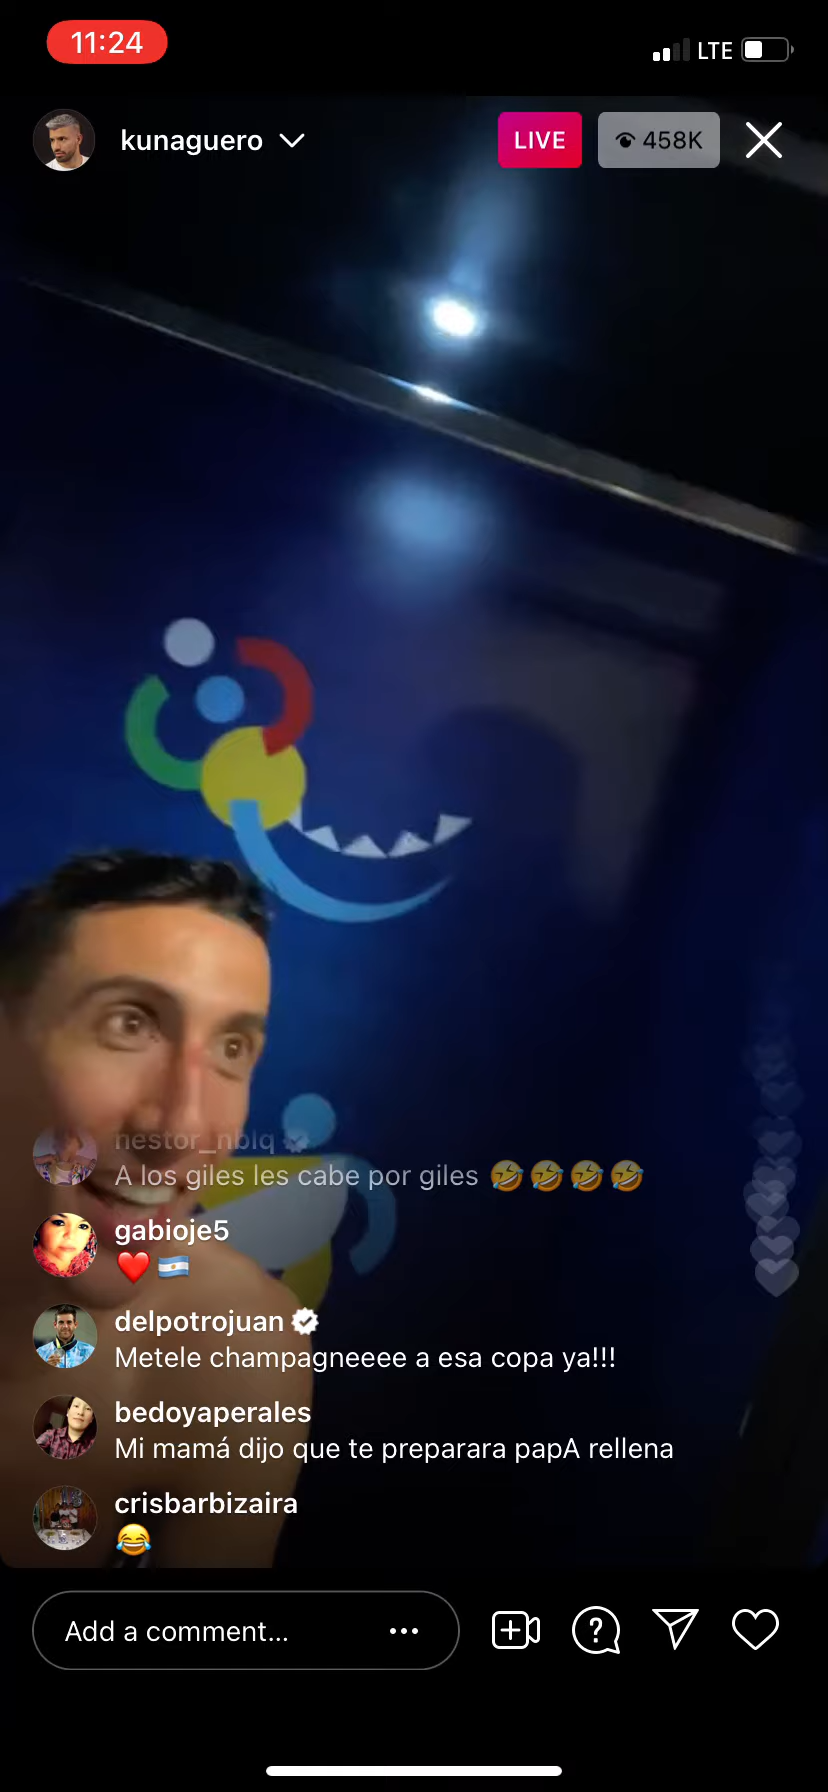 11:24
LTE
kunaguero
LIVE
458K
nestor_nblq
A los giles les cabe por giles 🤣🤣🤣🤣
gabioje5
❤️🇦🇷
delpotrojuan
Metele champagneeee a esa copa ya!!!
bedoyaperales
Mi mamá dijo que te preparara papA rellena
crisbarbizaira
😂
Add a comment...